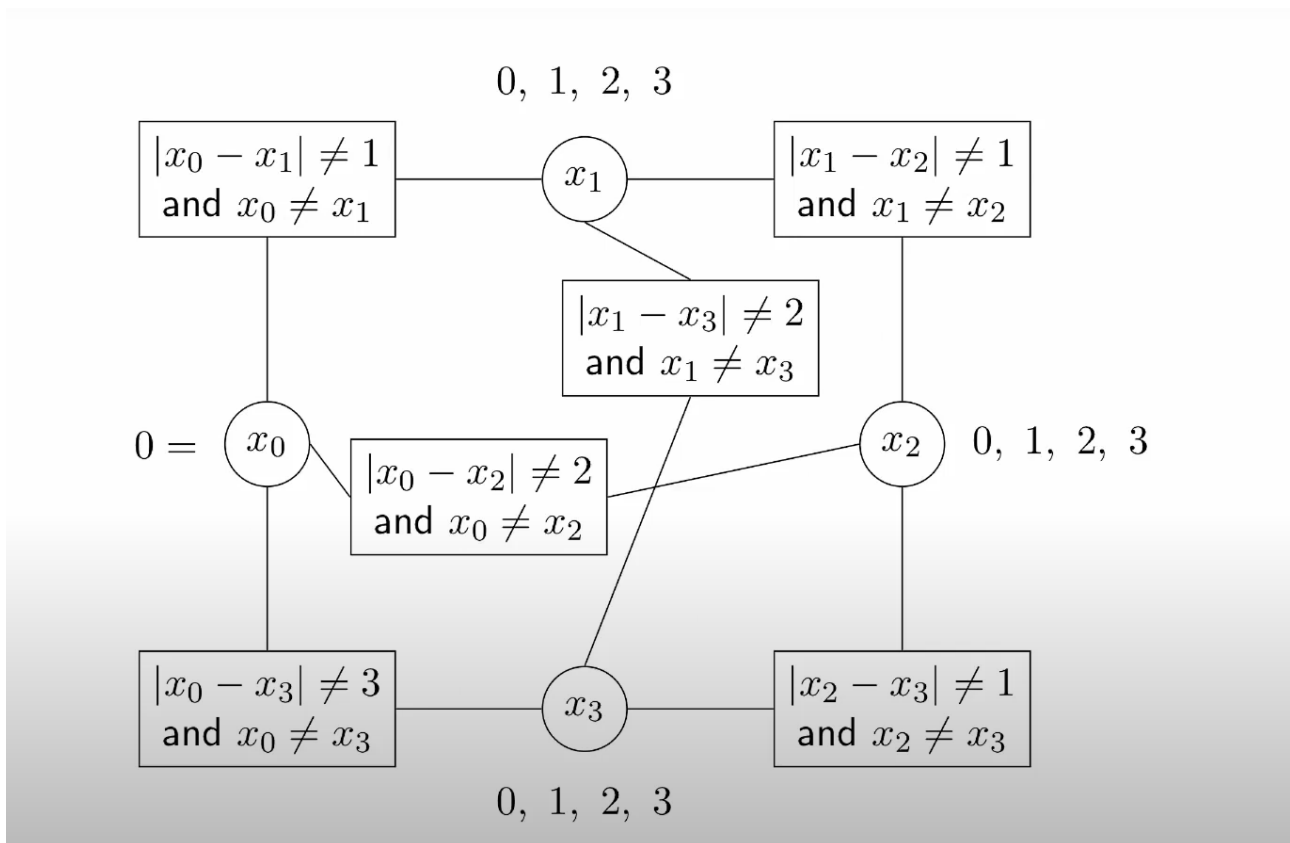 0, 1, 2, 3
|x₀ − x₁| ≠ 1
and x₀ ≠ x₁
x₁
|x₁ − x₂| ≠ 1
and x₁ ≠ x₂
|x₁ − x₃| ≠ 2
and x₁ ≠ x₃
0 =
x₀
|x₀ − x₂| ≠ 2
and x₀ ≠ x₂
x₂
0, 1, 2, 3
|x₀ − x₃| ≠ 3
and x₀ ≠ x₃
x₃
|x₂ − x₃| ≠ 1
and x₂ ≠ x₃
0, 1, 2, 3